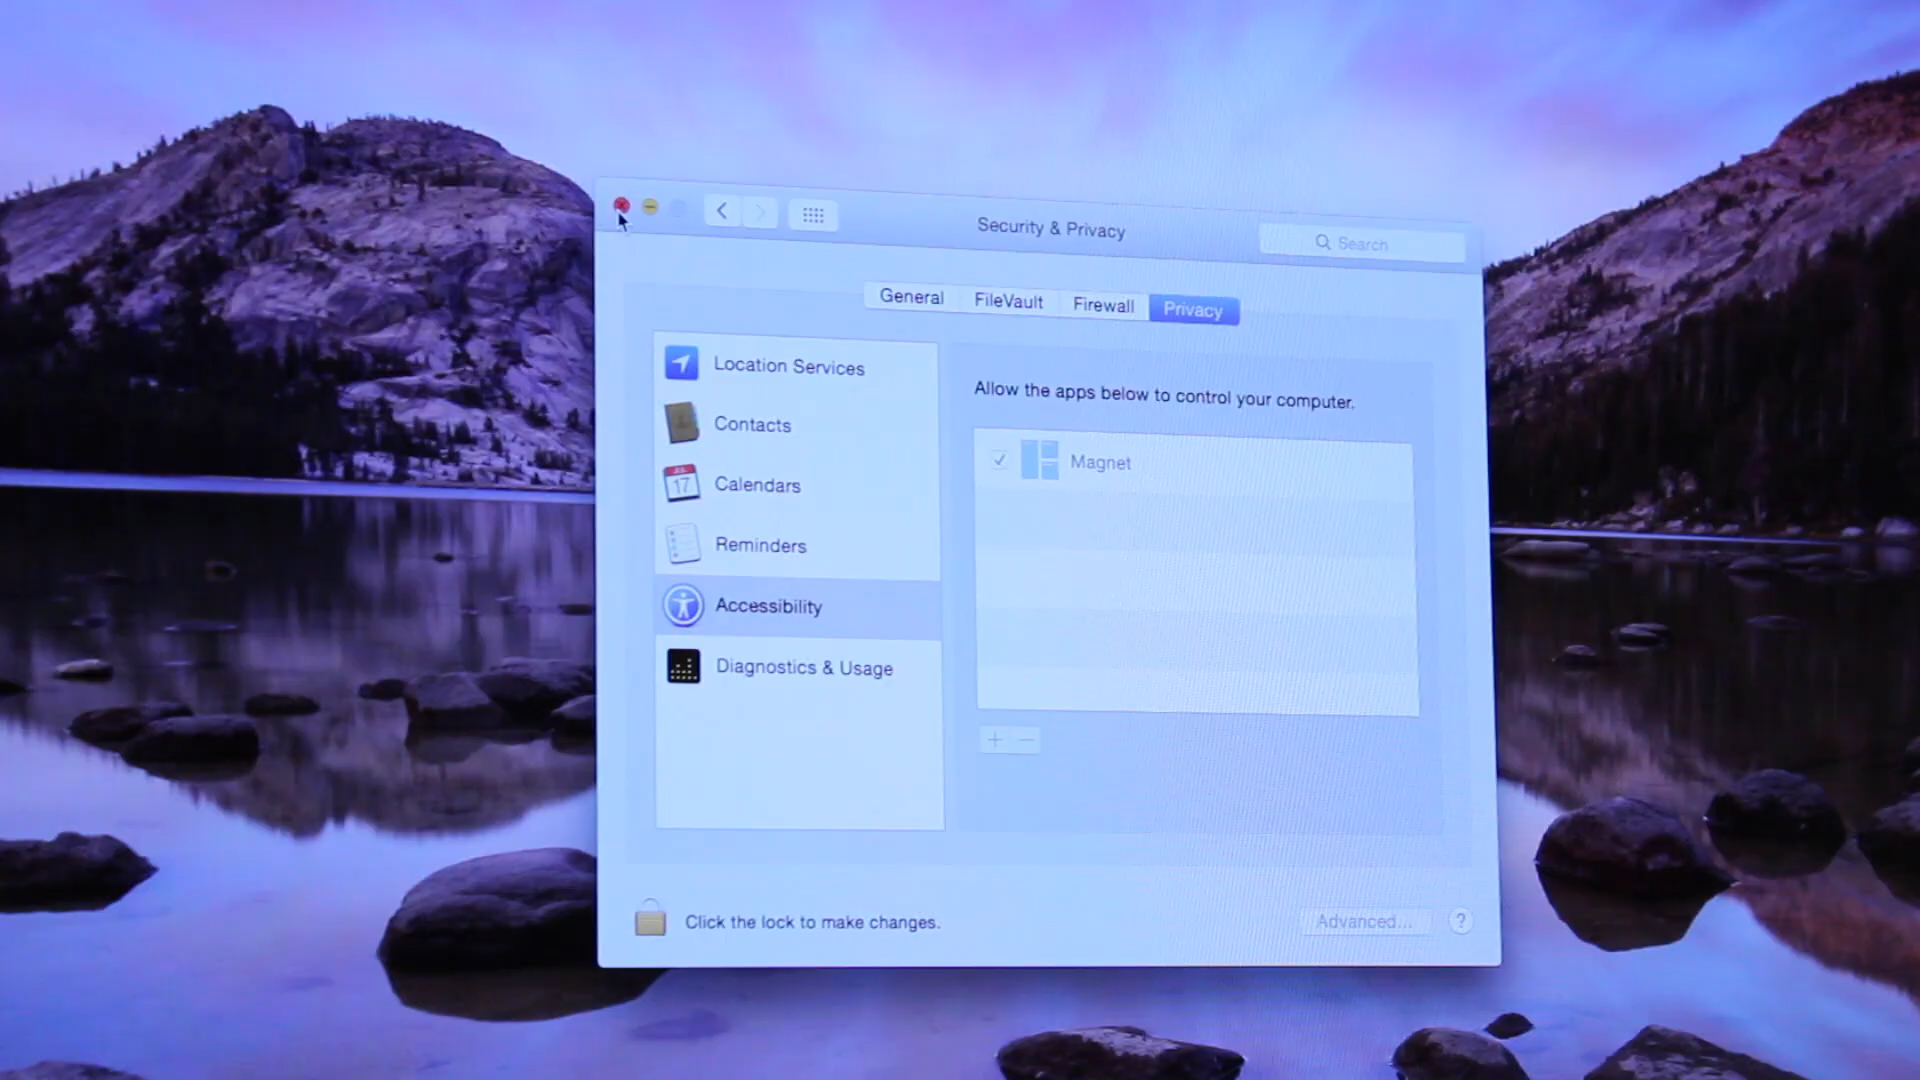 Security & Privacy
Search
General
FileVault
Firewall
Privacy
Location Services
Contacts
Calendars
Reminders
Accessibility
Diagnostics & Usage
Allow the apps below to control your computer.
Magnet
Click the lock to make changes.
Advanced...
?
JUL
17